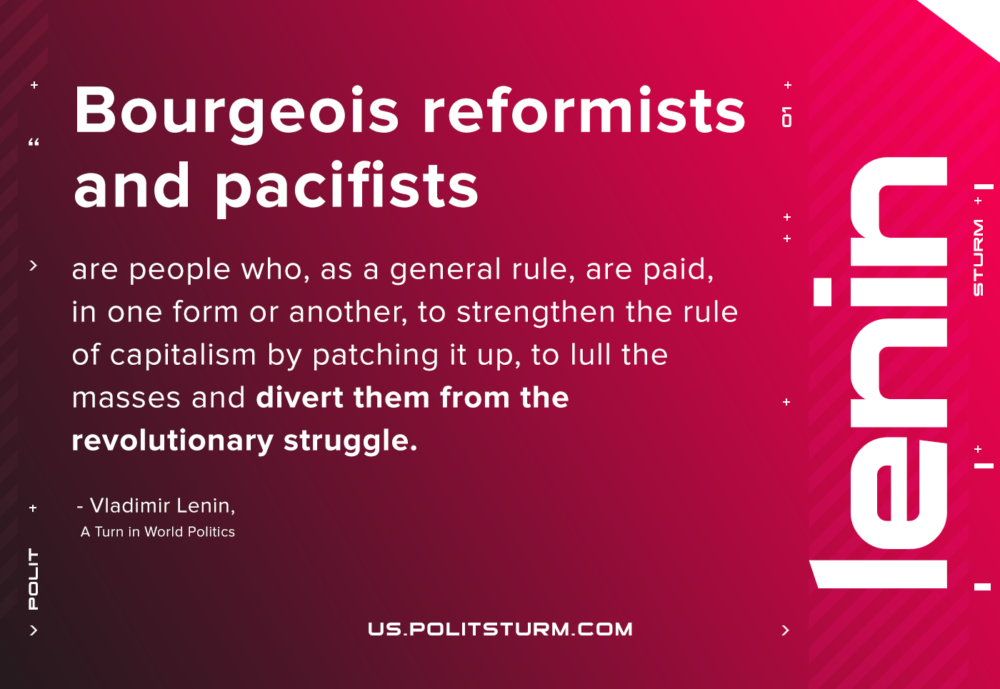 “
Bourgeois reformists
and pacifists
are people who, as a general rule, are paid,
in one form or another, to strengthen the rule
of capitalism by patching it up, to lull the
masses and divert them from the
revolutionary struggle.
- Vladimir Lenin,
A Turn in World Politics
POLIT
US.POLITSTURM.COM
01
lenin
STURM